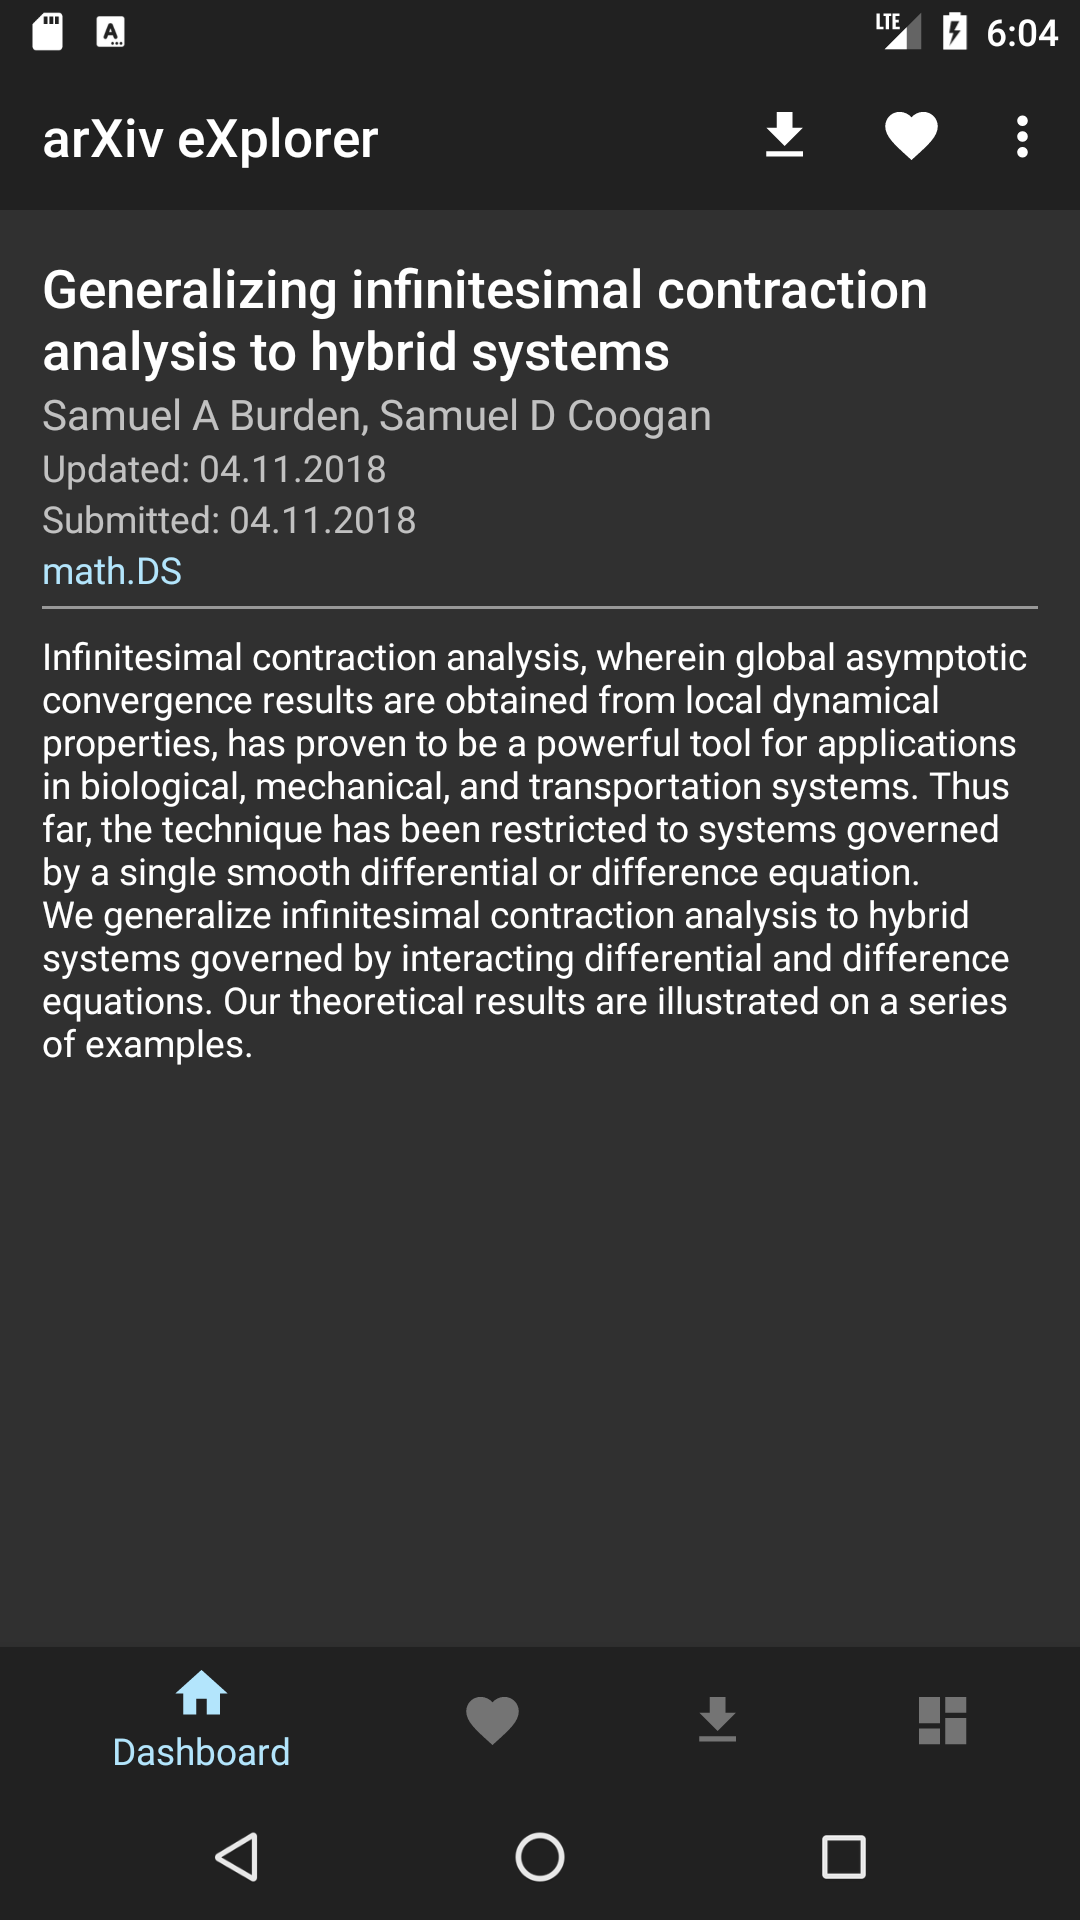 LTE 6:04
arXiv eXplorer
Generalizing infinitesimal contraction
analysis to hybrid systems
Samuel A Burden, Samuel D Coogan
Updated: 04.11.2018
Submitted: 04.11.2018
math.DS
Infinitesimal contraction analysis, wherein global asymptotic
convergence results are obtained from local dynamical
properties, has proven to be a powerful tool for applications
in biological, mechanical, and transportation systems. Thus
far, the technique has been restricted to systems governed
by a single smooth differential or difference equation.
We generalize infinitesimal contraction analysis to hybrid
systems governed by interacting differential and difference
equations. Our theoretical results are illustrated on a series
of examples.
Dashboard